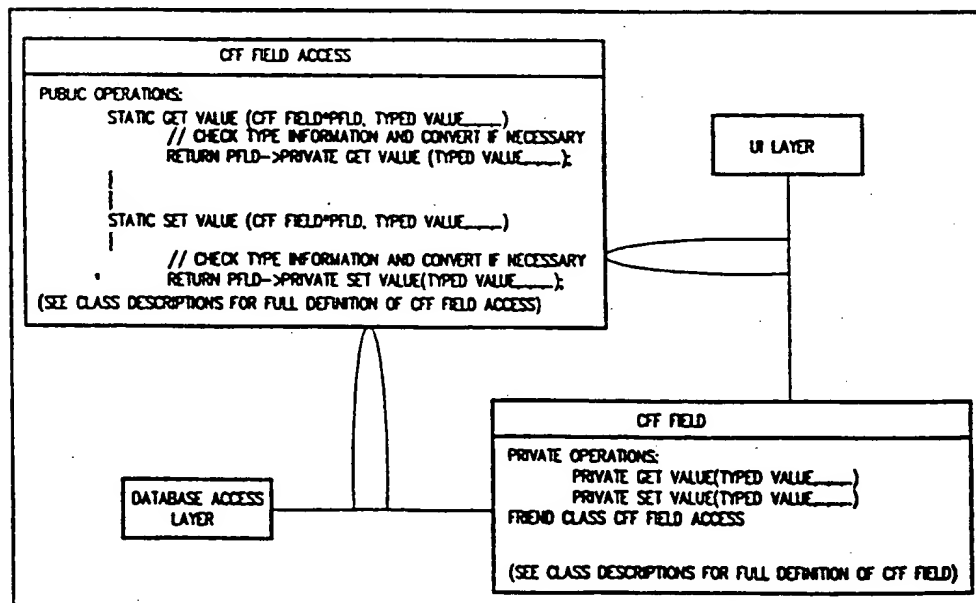 CFF FIELD ACCESS
PUBLIC OPERATIONS:
STATIC GET VALUE (CFF FIELD*PFLD, TYPED VALUE____)
// CHECK TYPE INFORMATION AND CONVERT IF NECESSARY
RETURN PFLD->PRIVATE GET VALUE (TYPED VALUE____);
STATIC SET VALUE (CFF FIELD*PFLD, TYPED VALUE____)
// CHECK TYPE INFORMATION AND CONVERT IF NECESSARY
RETURN PFLD->PRIVATE SET VALUE(TYPED VALUE____);
(SEE CLASS DESCRIPTIONS FOR FULL DEFINITION OF CFF FIELD ACCESS)
UI LAYER
DATABASE ACCESS
LAYER
CFF FIELD
PRIVATE OPERATIONS:
PRIVATE GET VALUE(TYPED VALUE____)
PRIVATE SET VALUE(TYPED VALUE____)
FRIEND CLASS CFF FIELD ACCESS
(SEE CLASS DESCRIPTIONS FOR FULL DEFINITION OF CFF FIELD)